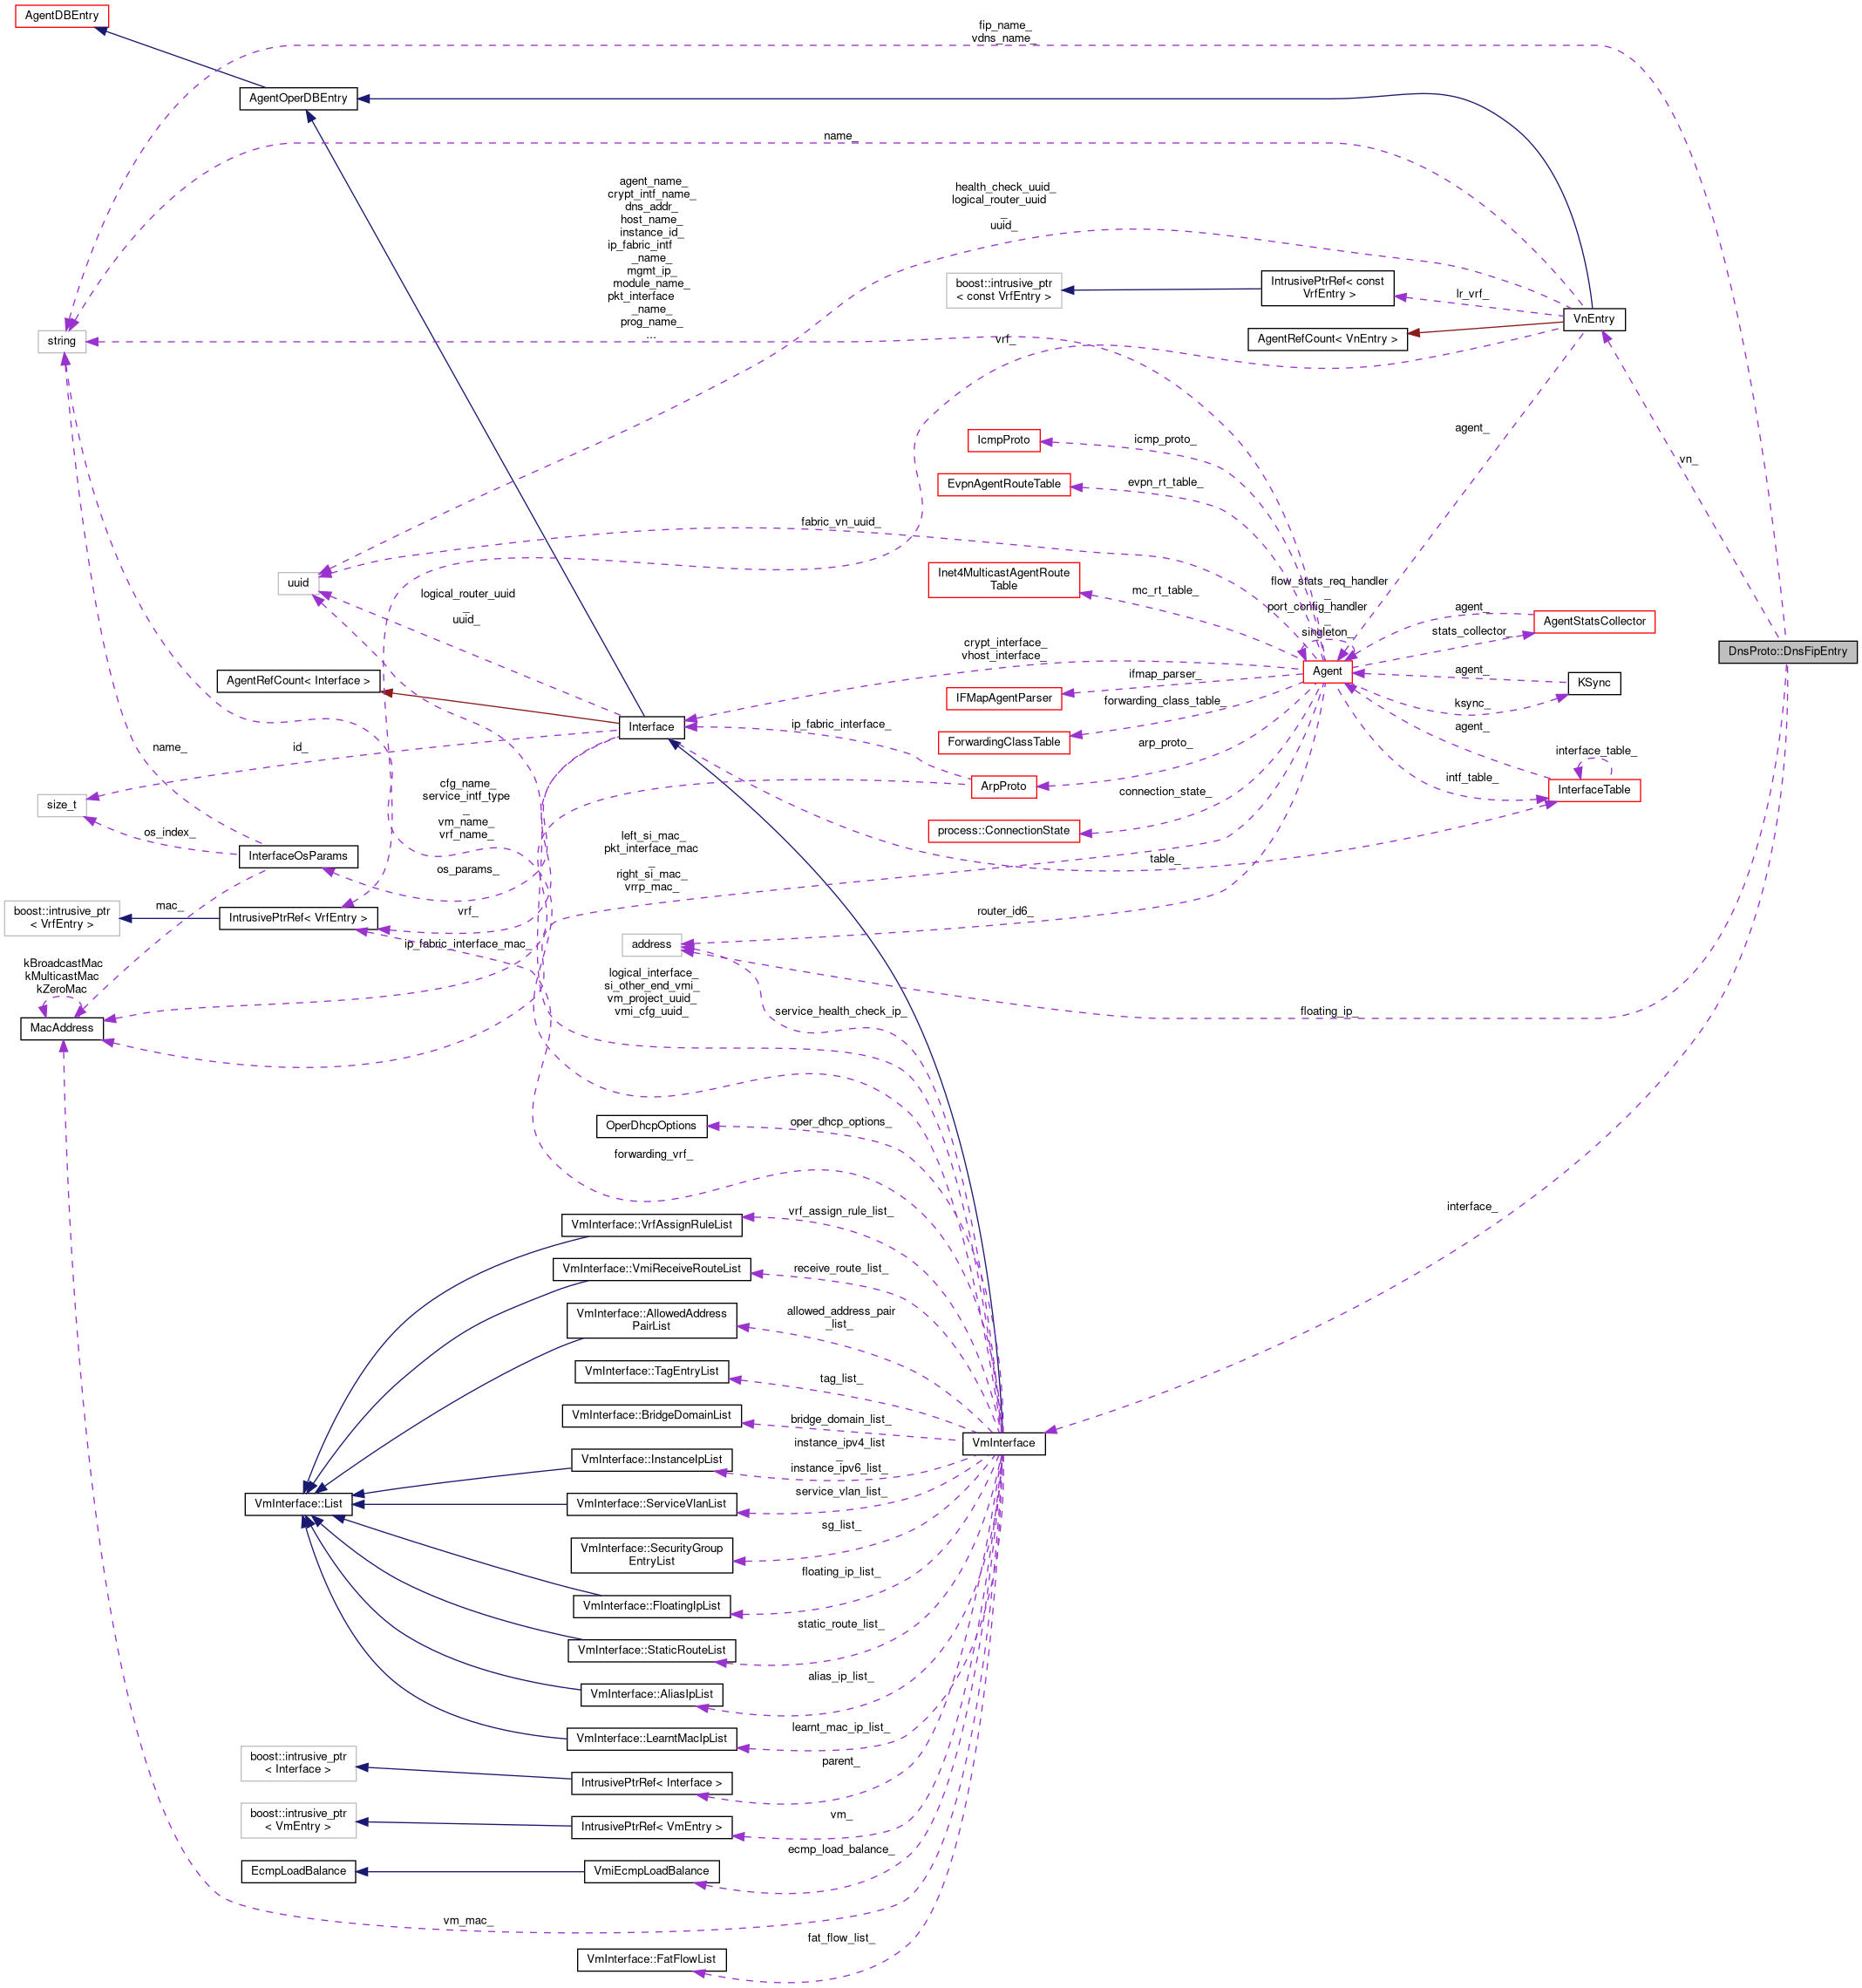 AgentDBEntry
fip_name_
vdns_name_
AgentOperDBEntry
name_
agent_name_
crypt_intf_name_
dns_addr_
host_name_
instance_id_
ip_fabric_intf
_name_
mgmt_ip_
module_name_
pkt_interface
_name_
prog_name_
...
health_check_uuid_
logical_router_uuid
_
uuid_
boost::intrusive_ptr
< const VrfEntry >
IntrusivePtrRef< const
VrfEntry >
lr_vrf_
VnEntry
string
vrf_
AgentRefCount< VnEntry >
IcmpProto
icmp_proto_
agent_
vn_
EvpnAgentRouteTable
evpn_rt_table_
fabric_vn_uuid_
uuid
Inet4MulticastAgentRoute
Table
mc_rt_table_
flow_stats_req_handler
_
port_config_handler
_
singleton_
agent_
AgentStatsCollector
stats_collector_
logical_router_uuid
_
uuid_
DnsProto::DnsFipEntry
crypt_interface_
vhost_interface_
Agent
agent_
KSync
AgentRefCount< Interface >
IFMapAgentParser
ifmap_parser_
ksync_
Interface
ip_fabric_interface_
forwarding_class_table_
agent_
name_
id_
ForwardingClassTable
arp_proto_
interface_table_
size_t
cfg_name_
service_intf_type
_
vm_name_
vrf_name_
ArpProto
connection_state_
intf_table_
InterfaceTable
os_index_
process::ConnectionState
InterfaceOsParams
os_params_
left_si_mac_
pkt_interface_mac
_
right_si_mac_
vrrp_mac_
table_
mac_
boost::intrusive_ptr
< VrfEntry >
IntrusivePtrRef< VrfEntry >
vrf_
router_id6_
ip_fabric_interface_mac_
address
kBroadcastMac
kMulticastMac
kZeroMac
MacAddress
logical_interface_
si_other_end_vmi_
vm_project_uuid_
vmi_cfg_uuid_
service_health_check_ip_
floating_ip_
OperDhcpOptions
oper_dhcp_options_
forwarding_vrf_
interface_
VmInterface::VrfAssignRuleList
vrf_assign_rule_list_
VmInterface::VmiReceiveRouteList
receive_route_list_
VmInterface::AllowedAddress
PairList
allowed_address_pair
_list_
VmInterface::TagEntryList
tag_list_
VmInterface::BridgeDomainList
bridge_domain_list_
VmInterface
VmInterface::InstanceIpList
instance_ipv4_list
_
instance_ipv6_list_
VmInterface::List
VmInterface::ServiceVlanList
service_vlan_list_
VmInterface::SecurityGroup
EntryList
sg_list_
VmInterface::FloatingIpList
floating_ip_list_
VmInterface::StaticRouteList
static_route_list_
VmInterface::AliasIpList
alias_ip_list_
VmInterface::LearntMacIpList
learnt_mac_ip_list_
boost::intrusive_ptr
< Interface >
IntrusivePtrRef< Interface >
parent_
boost::intrusive_ptr
< VmEntry >
IntrusivePtrRef< VmEntry >
vm_
EcmpLoadBalance
VmiEcmpLoadBalance
ecmp_load_balance_
vm_mac_
VmInterface::FatFlowList
fat_flow_list_